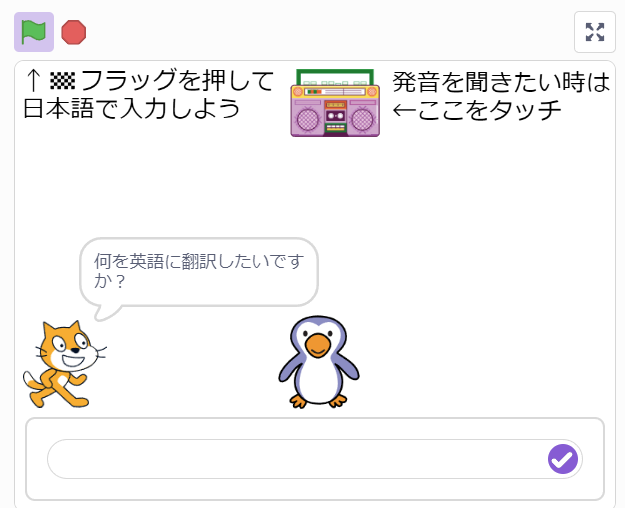 ↑🏁フラッグを押して
日本語で入力しよう
発音を聞きたい時は
←ここをタッチ
何を英語に翻訳したいです
か？